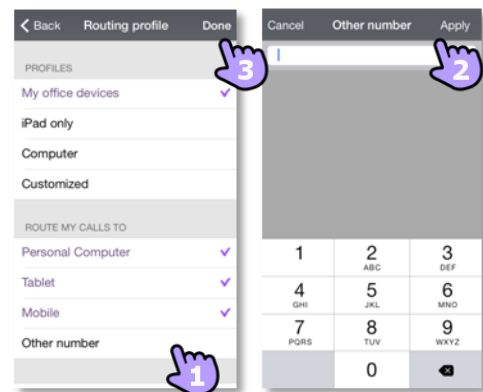 Back Routing profile Done
3
PROFILES
My office devices
iPad only
Computer
Customized
ROUTE MY CALLS TO
Personal Computer
Tablet
Mobile
Other number
1
Cancel Other number Apply
2
1 2 3
ABC DEF
4 5 6
GHI JKL MNO
7 8 9
PQRS TUV WXYZ
0